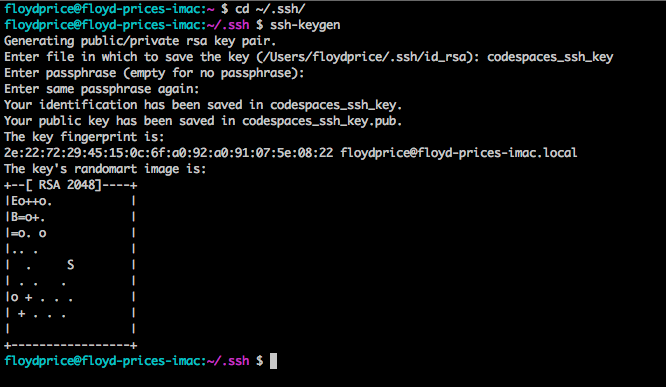 floydprice@floyd-prices-imac:~ $ cd ~/.ssh/
floydprice@floyd-prices-imac:~/.ssh $ ssh-keygen
Generating public/private rsa key pair.
Enter file in which to save the key (/Users/floydprice/.ssh/id_rsa): codespaces_ssh_key
Enter passphrase (empty for no passphrase):
Enter same passphrase again:
Your identification has been saved in codespaces_ssh_key.
Your public key has been saved in codespaces_ssh_key.pub.
The key fingerprint is:
2e:22:72:29:45:15:0c:6f:a0:92:a0:91:07:5e:08:22 floydprice@floyd-prices-imac.local
The key's randomart image is:
+--[ RSA 2048]----+
|Eo++o.           |
|B=o+.            |
|=o. o            |
|.. .             |
|  .     S        |
| . .   .         |
|o + . . .        |
| + . . .         |
|                 |
+-----------------+
floydprice@floyd-prices-imac:~/.ssh $